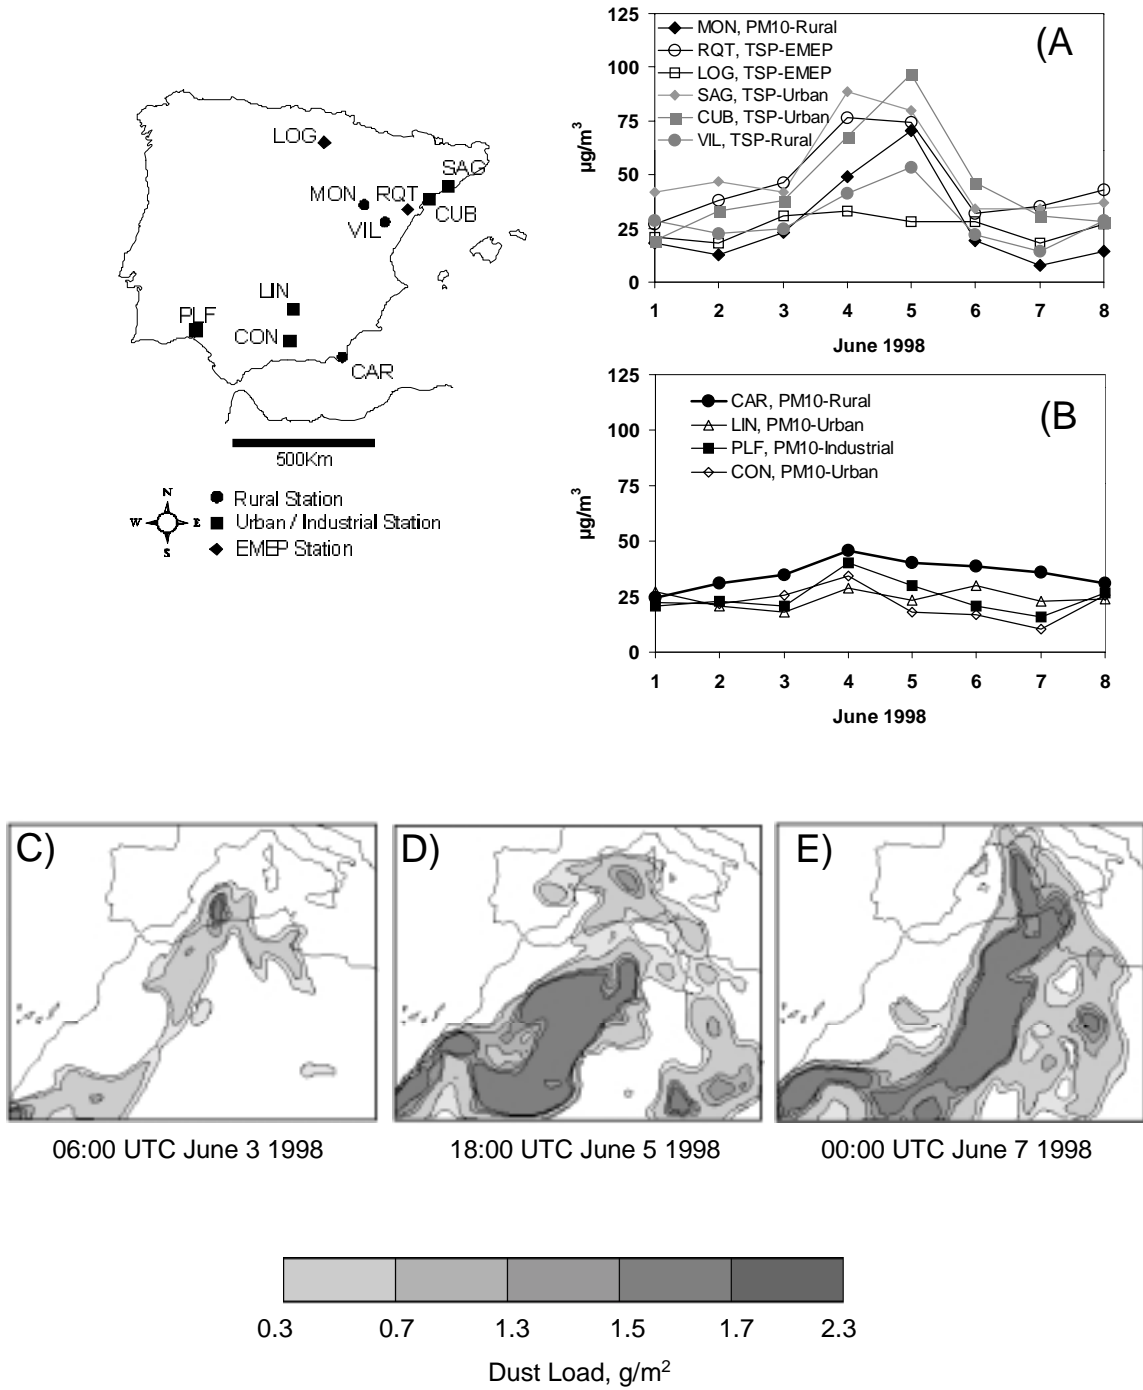 LOG
SAG
MON
RQT
CUB
VIL
LIN
PLF
CON
CAR
500Km
N
W
E
S
Rural Station
Urban / Industrial Station
EMEP Station
125
100
75
50
25
0
µg/m³
MON, PM10-Rural
RQT, TSP-EMEP
LOG, TSP-EMEP
SAG, TSP-Urban
CUB, TSP-Urban
VIL, TSP-Rural
(A
1 2 3 4 5 6 7 8
June 1998
125
100
75
50
25
0
µg/m³
CAR, PM10-Rural
LIN, PM10-Urban
PLF, PM10-Industrial
CON, PM10-Urban
(B
1 2 3 4 5 6 7 8
June 1998
C)
D)
E)
06:00 UTC June 3 1998
18:00 UTC June 5 1998
00:00 UTC June 7 1998
0.3 0.7 1.3 1.5 1.7 2.3
Dust Load, g/m²